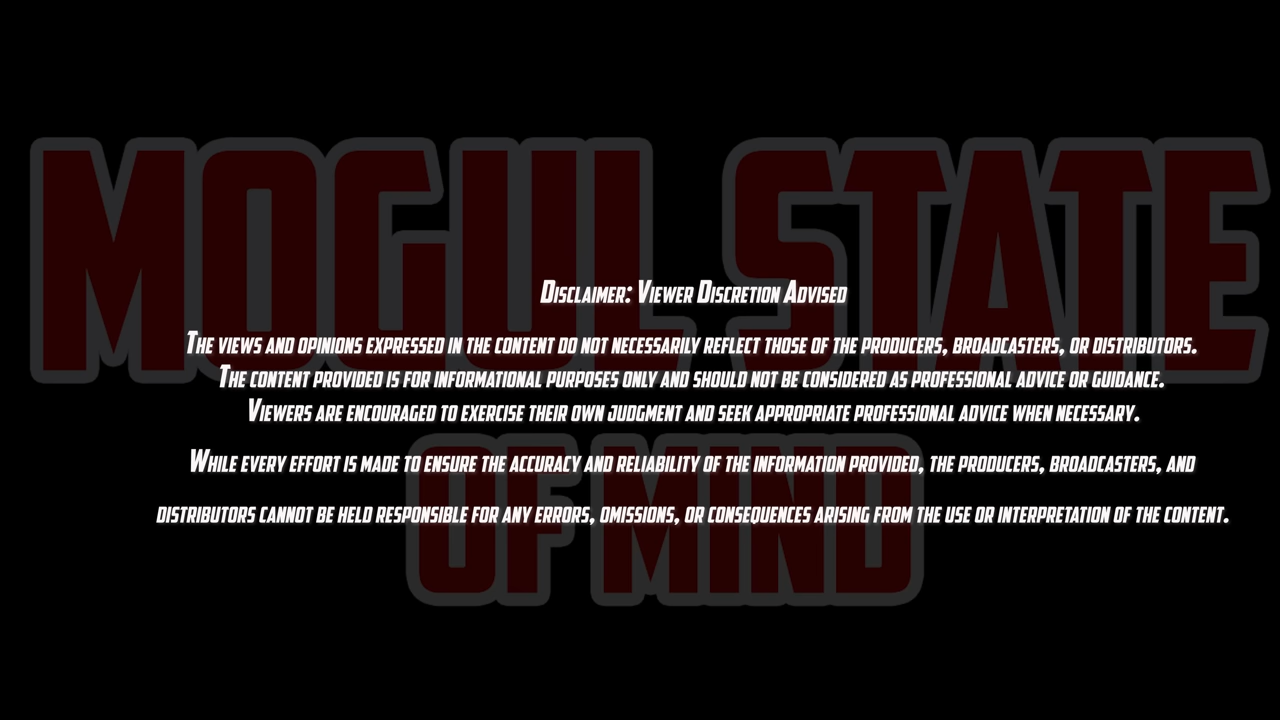 MOGUL STATE
OF MIND
Disclaimer: Viewer Discretion Advised
The views and opinions expressed in the content do not necessarily reflect those of the producers, broadcasters, or distributors.
The content provided is for informational purposes only and should not be considered as professional advice or guidance.
Viewers are encouraged to exercise their own judgment and seek appropriate professional advice when necessary.
While every effort is made to ensure the accuracy and reliability of the information provided, the producers, broadcasters, and
distributors cannot be held responsible for any errors, omissions, or consequences arising from the use or interpretation of the content.